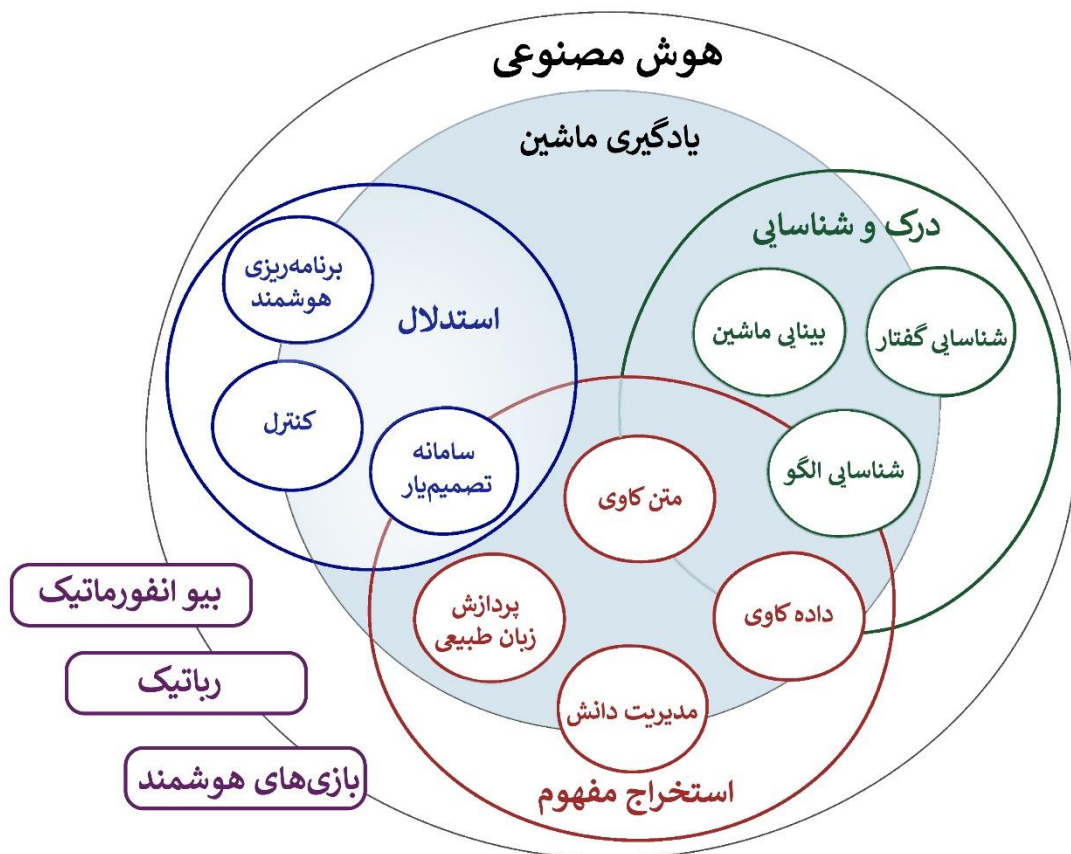 هوش مصنوعی
یادگیری ماشین
درک و شناسایی
شناسایی گفتار
بینایی ماشین
شناسایی الگو
استدلال
برنامه‌ریزی
هوشمند
کنترل
سامانه
تصمیم‌یار
متن کاوی
داده کاوی
پردازش
زبان طبیعی
مدیریت دانش
استخراج مفهوم
بیو انفورماتیک
رباتیک
بازی‌های هوشمند